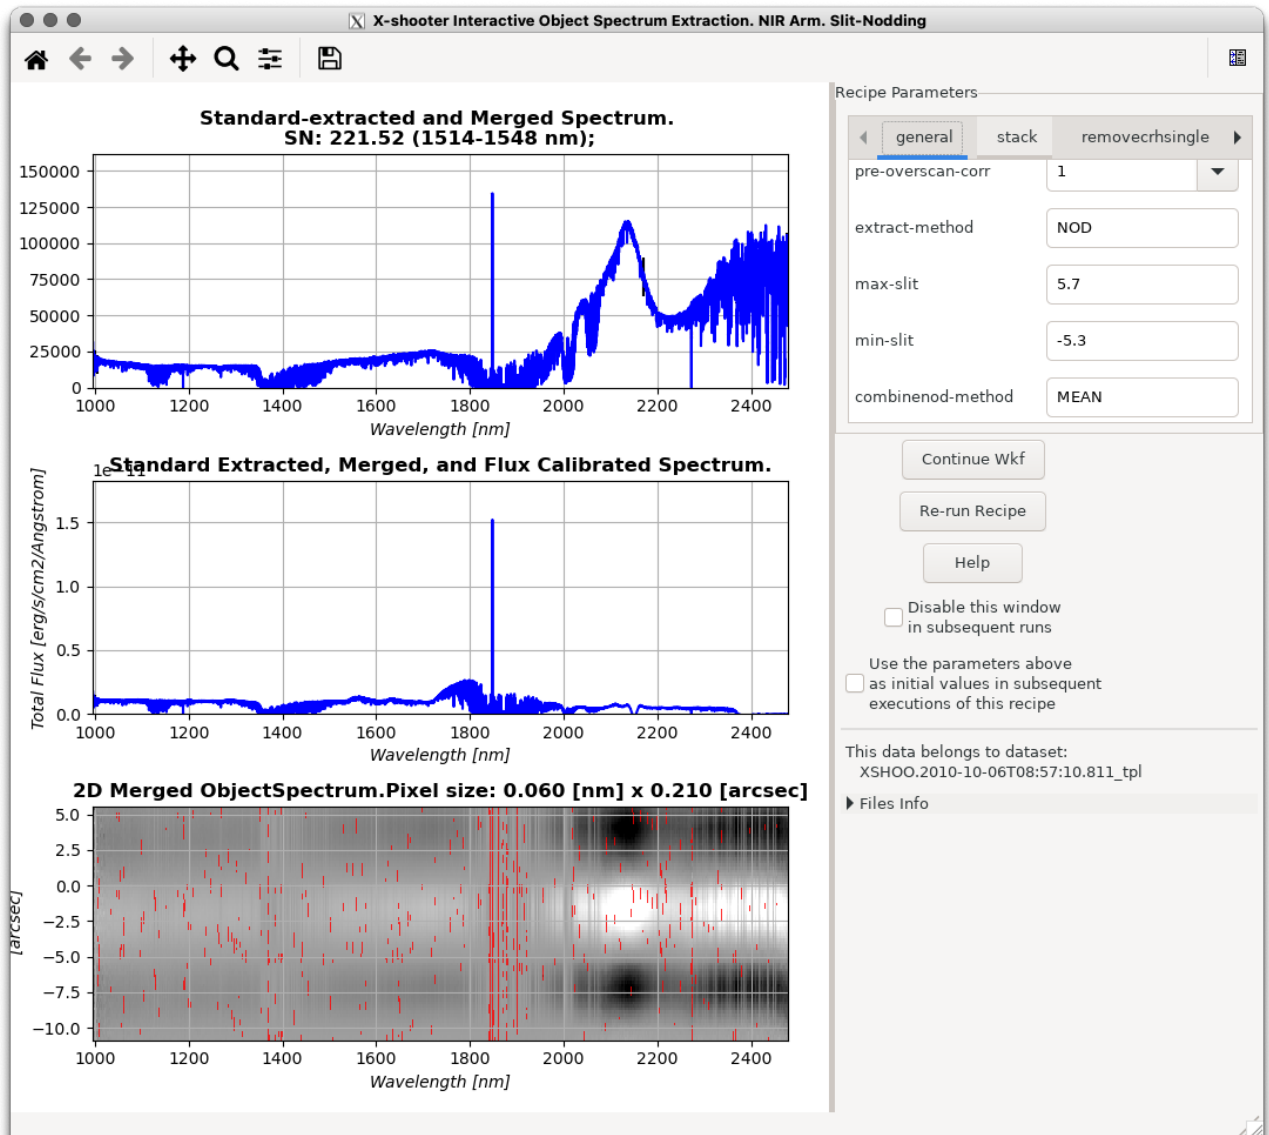 X-shooter Interactive Object Spectrum Extraction. NIR Arm. Slit-Nodding
Standard-extracted and Merged Spectrum.
SN: 221.52 (1514-1548 nm);
150000
125000
100000
75000
50000
25000
0
1000 1200 1400 1600 1800 2000 2200 2400
Wavelength [nm]
1e−11
Standard Extracted, Merged, and Flux Calibrated Spectrum.
Total Flux [erg/s/cm2/Angstrom]
1.5
1.0
0.5
0.0
1000 1200 1400 1600 1800 2000 2200 2400
Wavelength [nm]
2D Merged ObjectSpectrum.Pixel size: 0.060 [nm] x 0.210 [arcsec]
[arcsec]
5.0
2.5
0.0
−2.5
−5.0
−7.5
−10.0
1000 1200 1400 1600 1800 2000 2200 2400
Wavelength [nm]
Recipe Parameters
general stack removecrhsingle
pre-overscan-corr 1
extract-method NOD
max-slit 5.7
min-slit -5.3
combinenod-method MEAN
Continue Wkf
Re-run Recipe
Help
Disable this window
in subsequent runs
Use the parameters above
as initial values in subsequent
executions of this recipe
This data belongs to dataset:
XSHOO.2010-10-06T08:57:10.811_tpl
Files Info